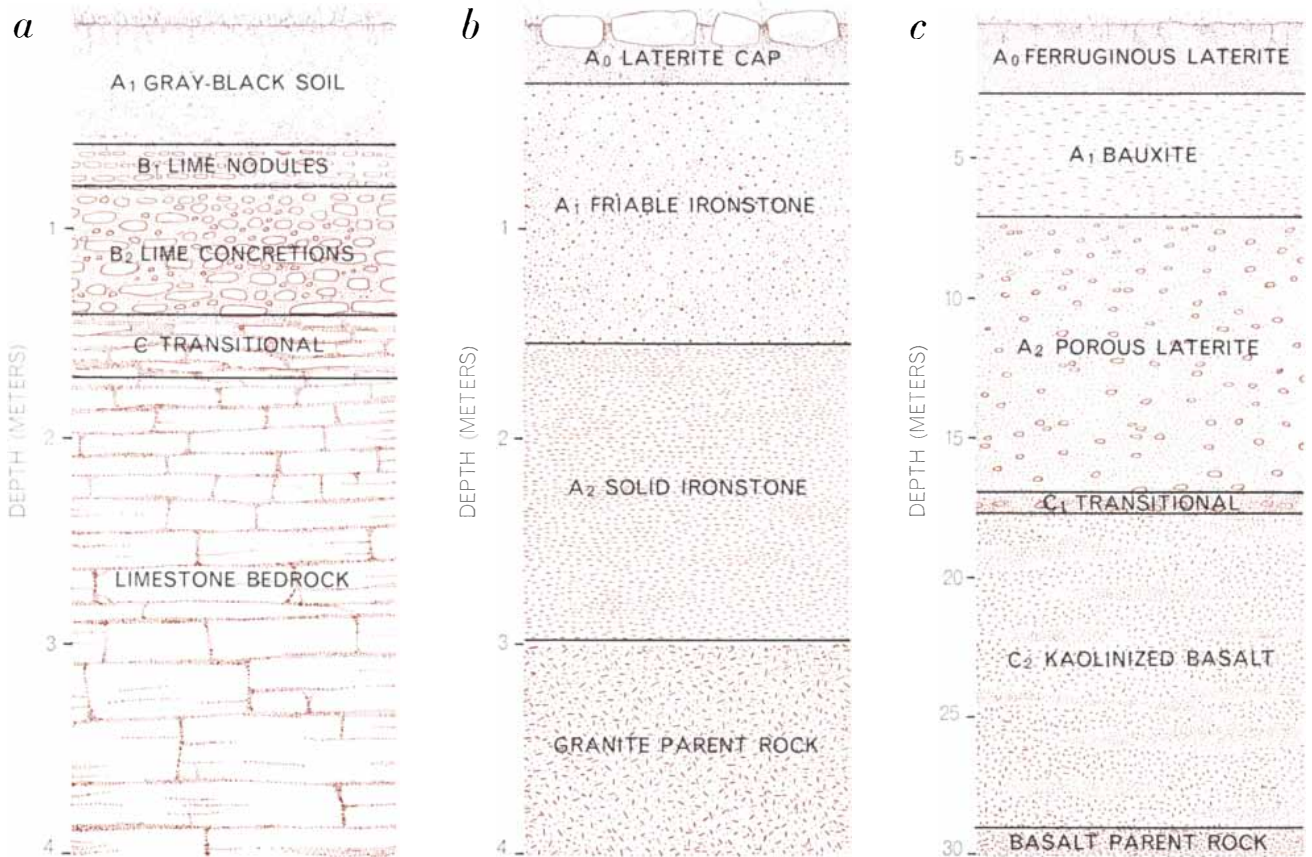 a
A₁ GRAY-BLACK SOIL
B₁ LIME NODULES
1
B₂ LIME CONCRETIONS
C TRANSITIONAL
2
LIMESTONE BEDROCK
3
4
DEPTH (METERS)
b
A₀ LATERITE CAP
A₁ FRIABLE IRONSTONE
1
2
A₂ SOLID IRONSTONE
3
GRANITE PARENT ROCK
4
DEPTH (METERS)
c
A₀ FERRUGINOUS LATERITE
5
A₁ BAUXITE
10
A₂ POROUS LATERITE
15
C₁ TRANSITIONAL
20
C₂ KAOLINIZED BASALT
25
BASALT PARENT ROCK
30
DEPTH (METERS)